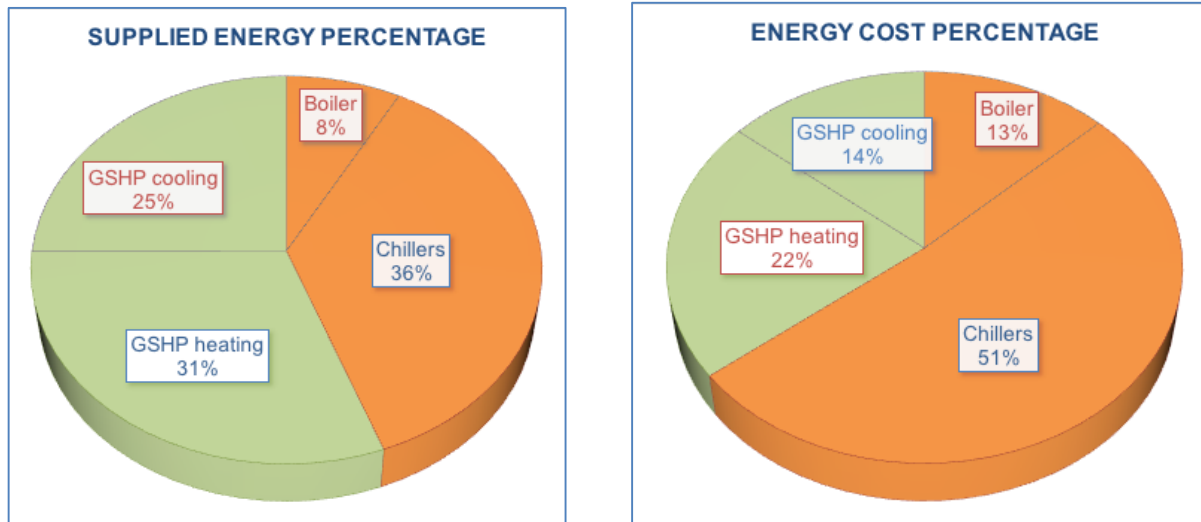 SUPPLIED ENERGY PERCENTAGE
Boiler
8%
GSHP cooling
25%
Chillers
36%
GSHP heating
31%
ENERGY COST PERCENTAGE
Boiler
13%
GSHP cooling
14%
GSHP heating
22%
Chillers
51%